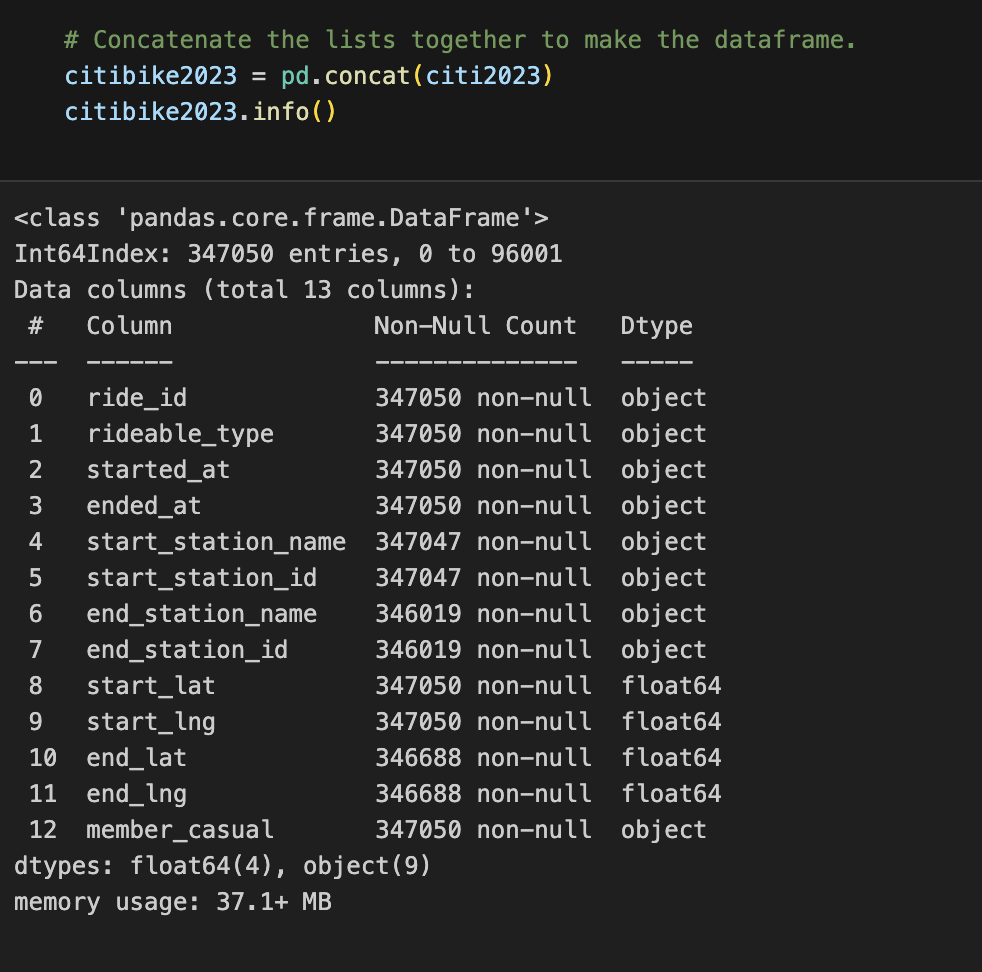 # Concatenate the lists together to make the dataframe.
citibike2023 = pd.concat(citi2023)
citibike2023.info()
<class 'pandas.core.frame.DataFrame'>
Int64Index: 347050 entries, 0 to 96001
Data columns (total 13 columns):
 #   Column              Non-Null Count   Dtype
---  ------              --------------   -----
 0   ride_id             347050 non-null  object
 1   rideable_type       347050 non-null  object
 2   started_at          347050 non-null  object
 3   ended_at            347050 non-null  object
 4   start_station_name  347047 non-null  object
 5   start_station_id    347047 non-null  object
 6   end_station_name    346019 non-null  object
 7   end_station_id      346019 non-null  object
 8   start_lat           347050 non-null  float64
 9   start_lng           347050 non-null  float64
 10  end_lat             346688 non-null  float64
 11  end_lng             346688 non-null  float64
 12  member_casual       347050 non-null  object
dtypes: float64(4), object(9)
memory usage: 37.1+ MB